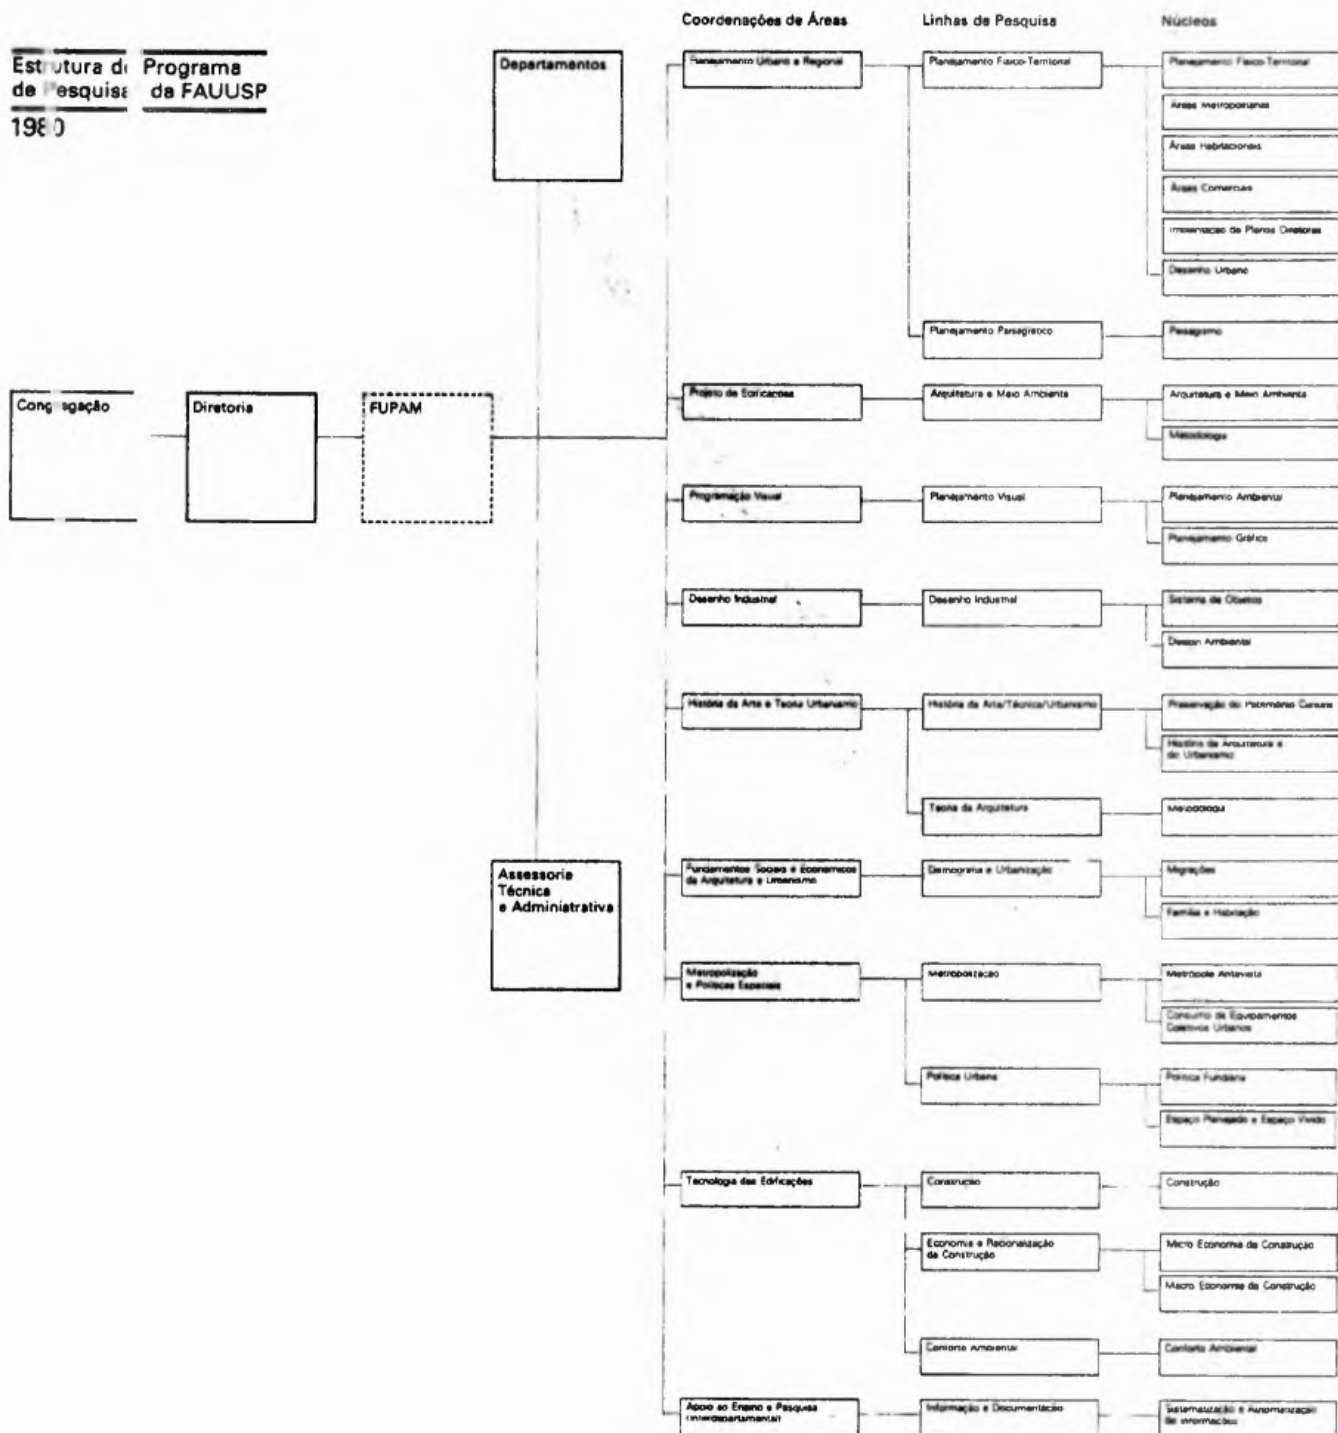 Estrutura do Programa
de Pesquisa da FAUUSP
1980
Coordenações de Áreas
Linhas de Pesquisa
Núcleos
Departamentos
Congregação
Diretoria
FUPAM
Assessoria
Técnica
e Administrativa
Planejamento Urbano e Regional
Planejamento Físico-Territorial
Planejamento Físico-Territorial
Áreas Metropolitanas
Áreas Habitacionais
Áreas Comerciais
Implantação de Planos Diretores
Desenho Urbano
Planejamento Paisagístico
Paisagismo
Projeto de Edificações
Arquitetura e Meio Ambiente
Arquitetura e Meio Ambiente
Metodologia
Programação Visual
Planejamento Visual
Planejamento Ambiental
Planejamento Gráfico
Desenho Industrial
Desenho Industrial
Sistema de Objetos
Design Ambiental
História da Arte e Teoria Urbanismo
História da Arte/Técnica/Urbanismo
Preservação do Patrimônio Cultural
História da Arquitetura e
do Urbanismo
Teoria da Arquitetura
Metodologia
Fundamentos Sociais e Econômicos
da Arquitetura e Urbanismo
Demografia e Urbanização
Migrações
Família e Habitação
Metropolização
e Políticas Espaciais
Metropolização
Metrópole
Consumo de Equipamentos
Coletivos Urbanos
Política Urbana
Política Fundiária
Espaço Planejado e Espaço Vivido
Tecnologia das Edificações
Construção
Construção
Economia e Racionalização
da Construção
Micro Economia da Construção
Macro Economia da Construção
Conforto Ambiental
Conforto Ambiental
Apoio ao Ensino e Pesquisa
(Interdepartamental)
Informação e Documentação
Sistematização e Automatização
de Informações